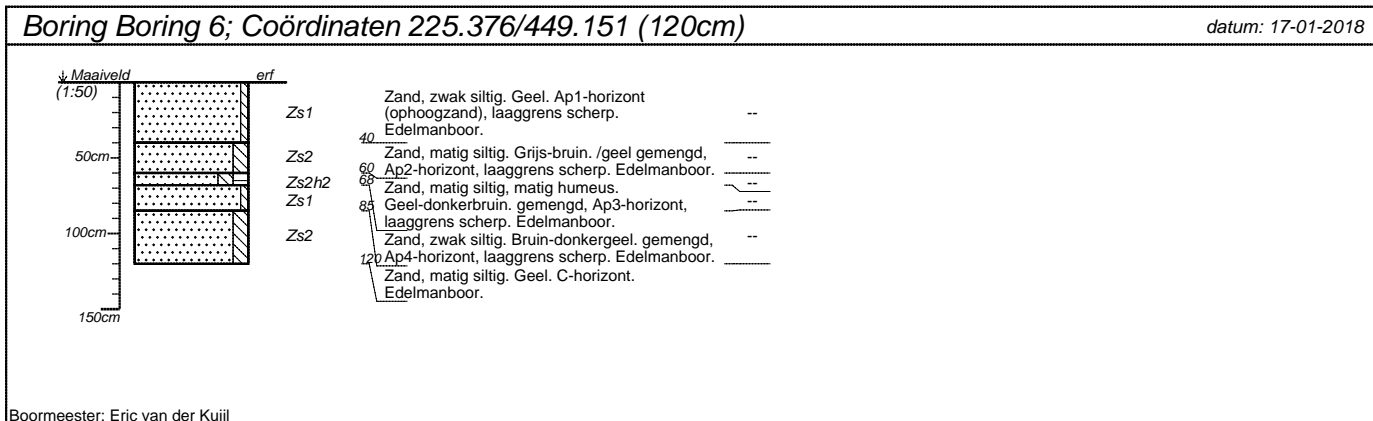 Boring Boring 6; Coördinaten 225.376/449.151 (120cm)
datum: 17-01-2018
Maaiveld
erf
(1:50)
50cm
100cm
150cm
Zs1
Zs2
Zs2h2
Zs1
Zs2
40
60
68
85
120
Zand, zwak siltig. Geel. Ap1-horizont
(ophoogzand), laaggrens scherp.
Edelmanboor.
--
Zand, matig siltig. Grijs-bruin. /geel gemengd,
Ap2-horizont, laaggrens scherp. Edelmanboor.
--
Zand, matig siltig, matig humeus.
Geel-donkerbruin. gemengd, Ap3-horizont,
laaggrens scherp. Edelmanboor.
--
Zand, zwak siltig. Bruin-donkergeel. gemengd,
Ap4-horizont, laaggrens scherp. Edelmanboor.
--
Zand, matig siltig. Geel. C-horizont.
Edelmanboor.
--
Boormeester: Eric van der Kuijl